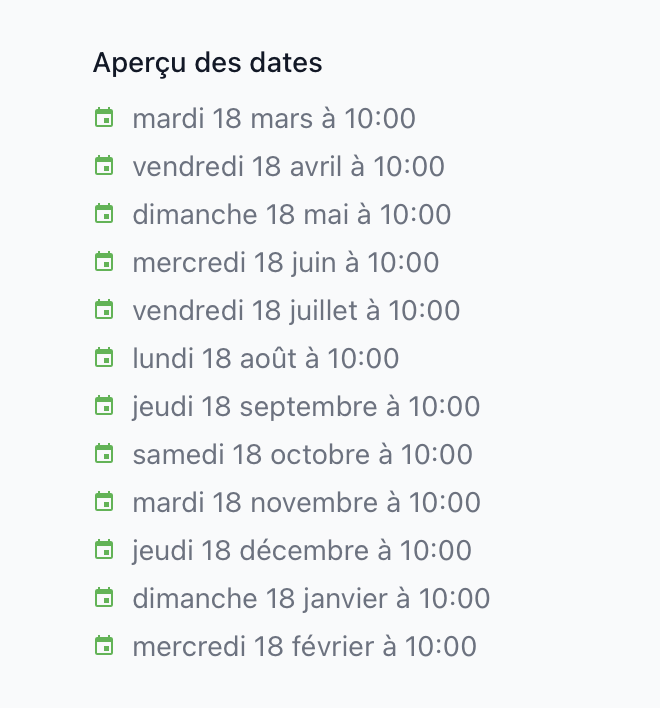 Aperçu des dates
mardi 18 mars à 10:00
vendredi 18 avril à 10:00
dimanche 18 mai à 10:00
mercredi 18 juin à 10:00
vendredi 18 juillet à 10:00
lundi 18 août à 10:00
jeudi 18 septembre à 10:00
samedi 18 octobre à 10:00
mardi 18 novembre à 10:00
jeudi 18 décembre à 10:00
dimanche 18 janvier à 10:00
mercredi 18 février à 10:00